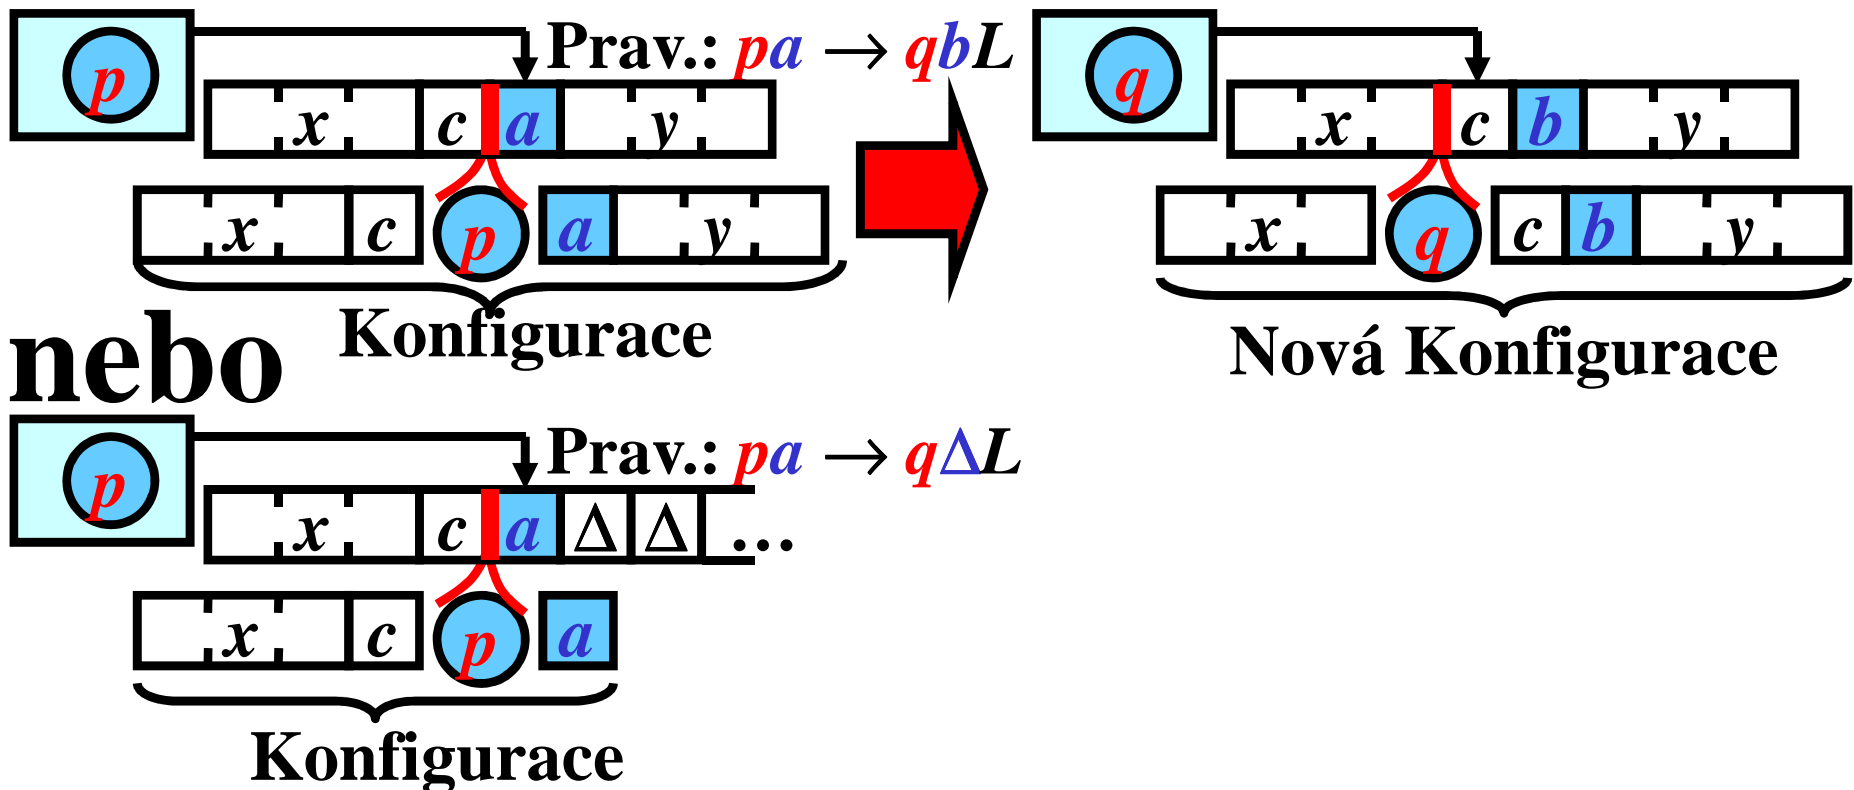 p
Prav.: pa → qbL
x c a y
x c p a y
Konfigurace
q
x c b y
x q c b y
Nová Konfigurace
nebo
p
Prav.: pa → qΔL
x c a Δ Δ ...
x c p a
Konfigurace